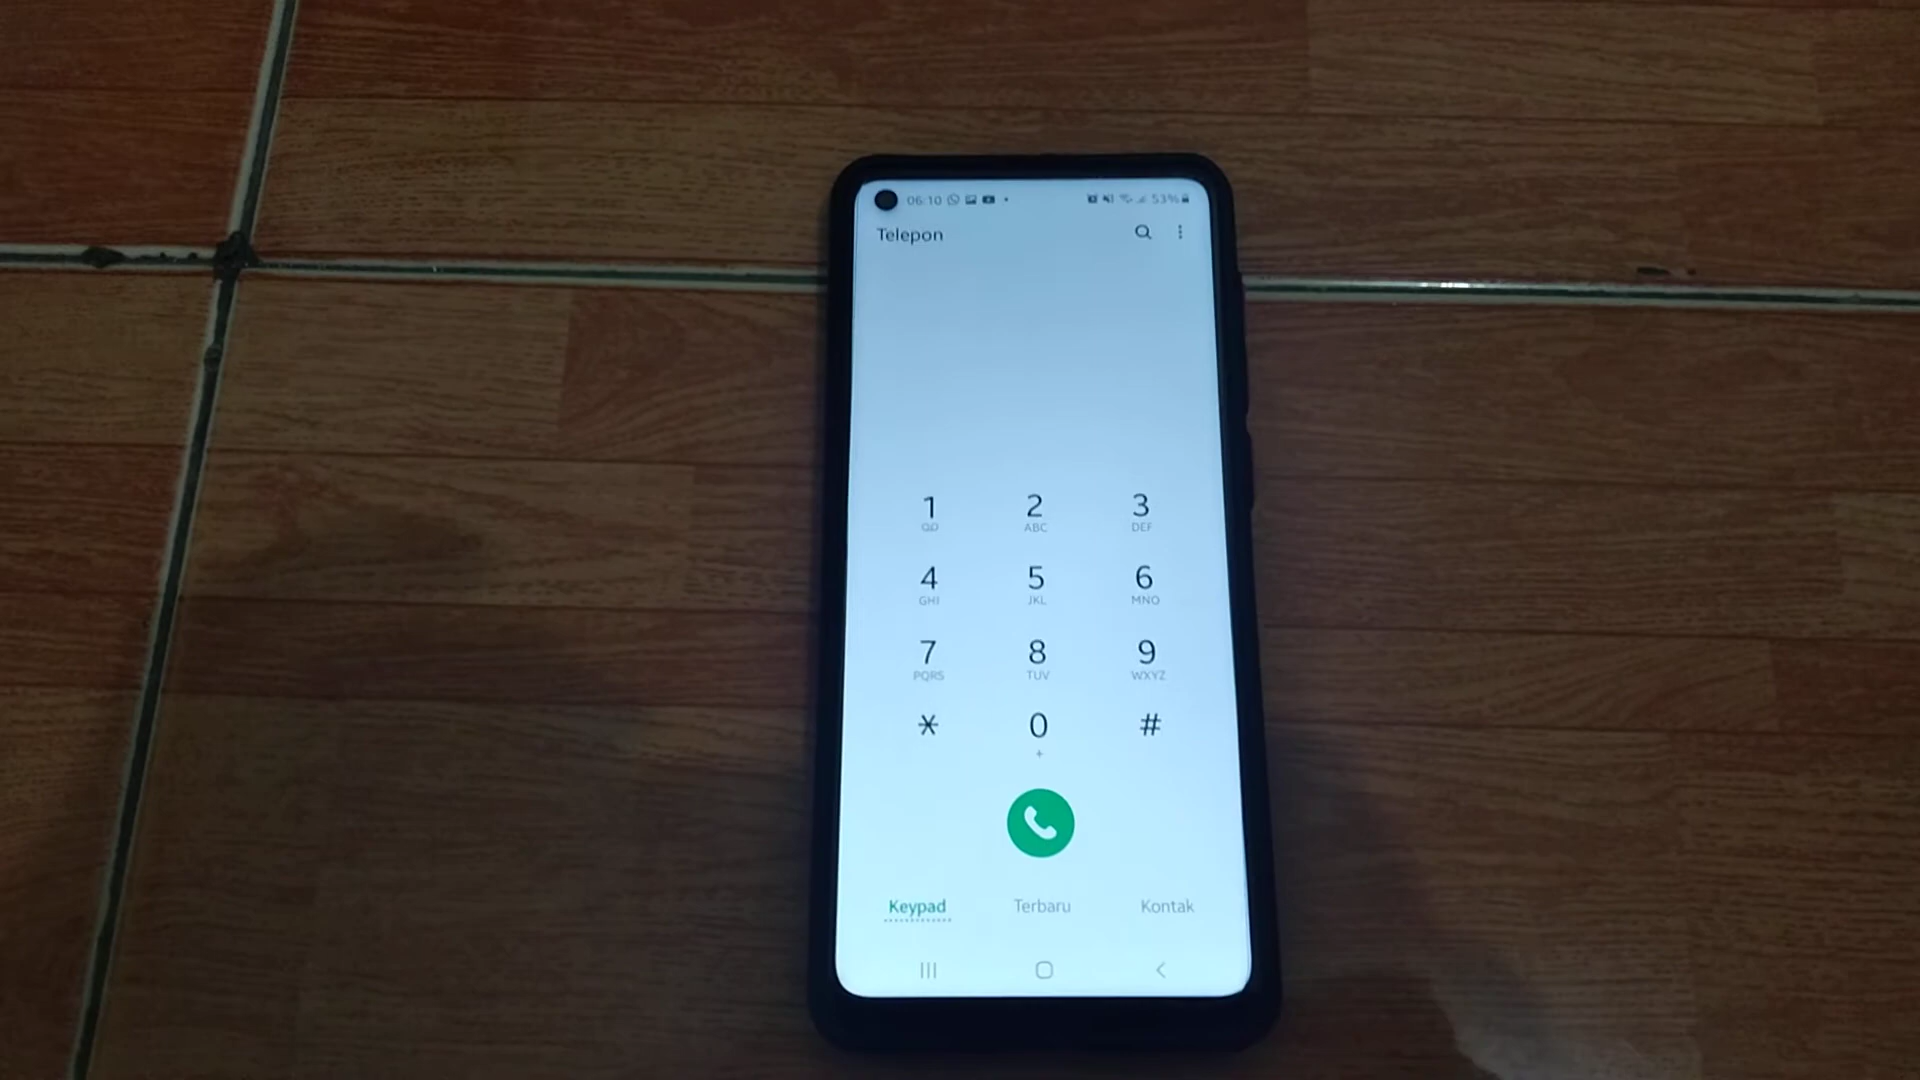 06:10 53%
Telepon
1 2 3
ABC DEF
4 5 6
GHI JKL MNO
7 8 9
PQRS TUV WXYZ
* 0 #
+
Keypad Terbaru Kontak